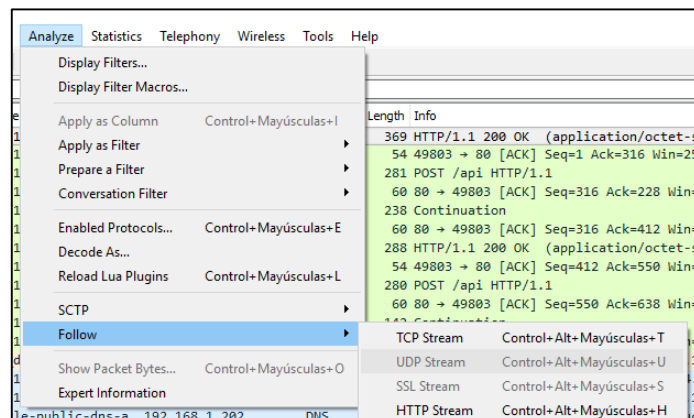 Analyze Statistics Telephony Wireless Tools Help
Display Filters...
Display Filter Macros...
Length Info
Apply as Column Control+Mayúsculas+I
Apply as Filter
369 HTTP/1.1 200 OK (application/octet-s
54 49803 → 80 [ACK] Seq=1 Ack=316 Win=25
Prepare a Filter
281 POST /api HTTP/1.1
Conversation Filter
60 80 → 49803 [ACK] Seq=316 Ack=228 Win=
Enabled Protocols... Control+Mayúsculas+E
238 Continuation
Decode As...
60 80 → 49803 [ACK] Seq=316 Ack=412 Win=
288 HTTP/1.1 200 OK (application/octet-s
Reload Lua Plugins Control+Mayúsculas+L
54 49803 → 80 [ACK] Seq=412 Ack=550 Win=
280 POST /api HTTP/1.1
SCTP
60 80 → 49803 [ACK] Seq=550 Ack=638 Win=
Follow
TCP Stream Control+Alt+Mayúsculas+T
UDP Stream Control+Alt+Mayúsculas+U
Show Packet Bytes... Control+Mayúsculas+O
SSL Stream Control+Alt+Mayúsculas+S
Expert Information
HTTP Stream Control+Alt+Mayúsculas+H
le-public-dns-a 192.168.1.202 DNS